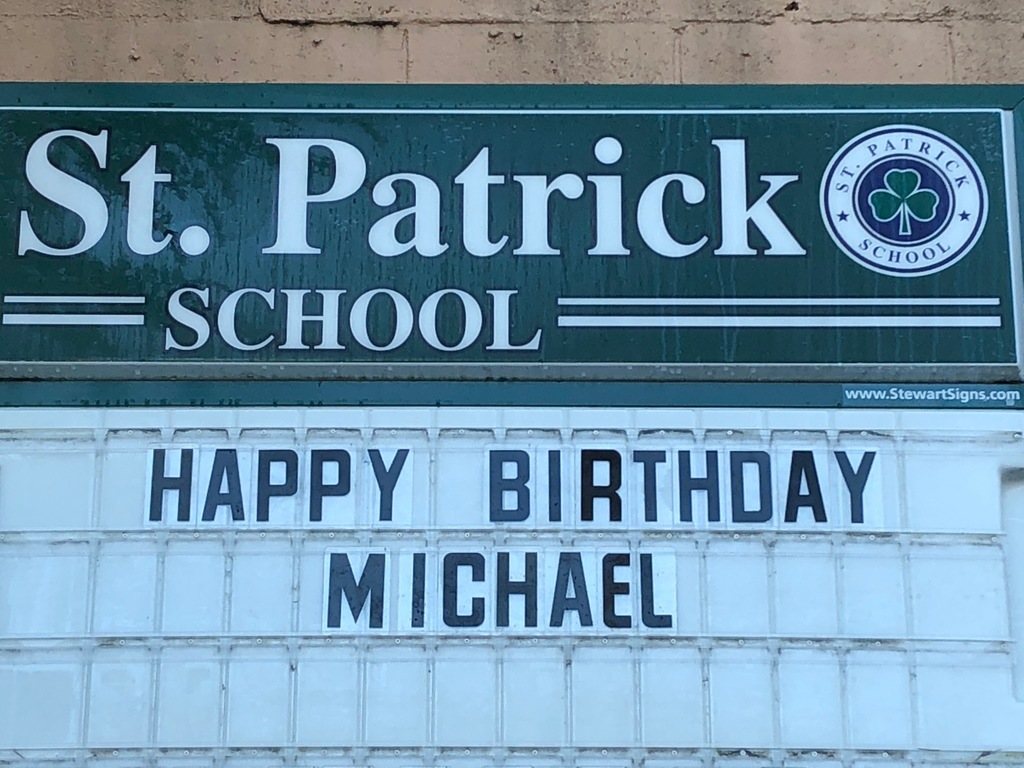 St. Patrick
SCHOOL
ST. PATRICK
SCHOOL
www.StewartSigns.com
HAPPY BIRTHDAY
MICHAEL